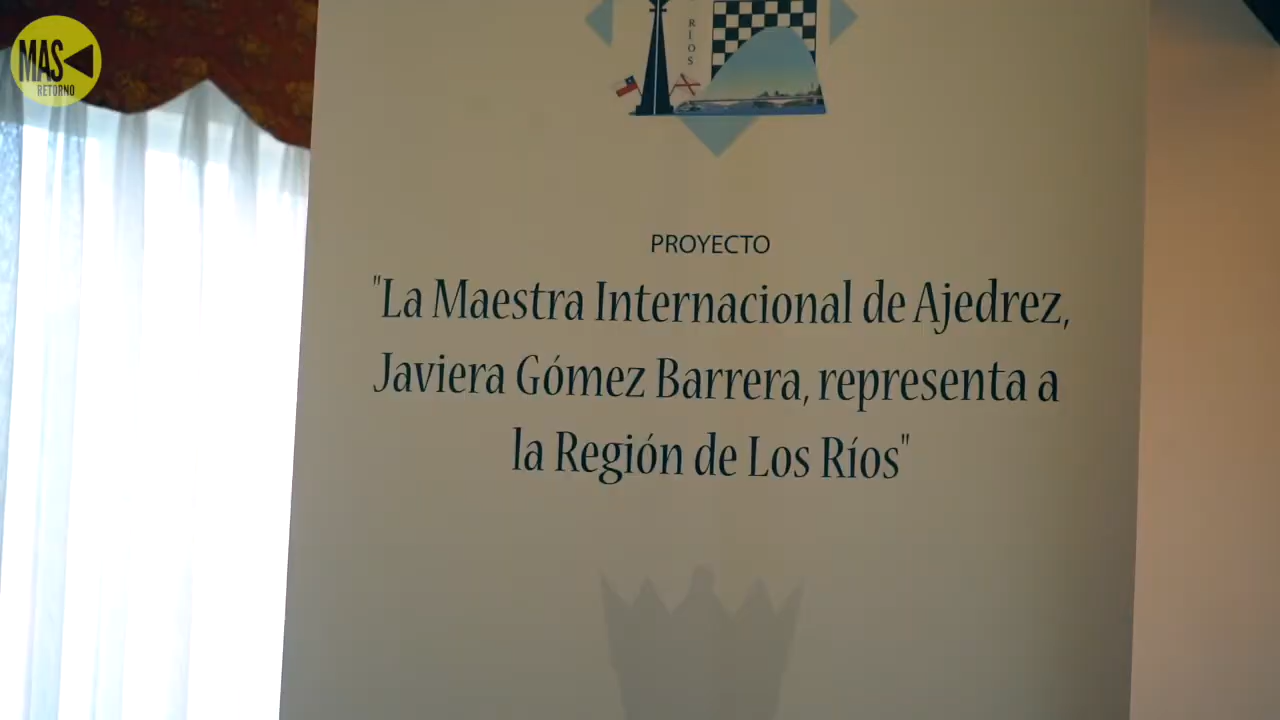 MAS
RETORNO
RÍOS
PROYECTO
"La Maestra Internacional de Ajedrez,
Javiera Gómez Barrera, representa a
la Región de Los Ríos"